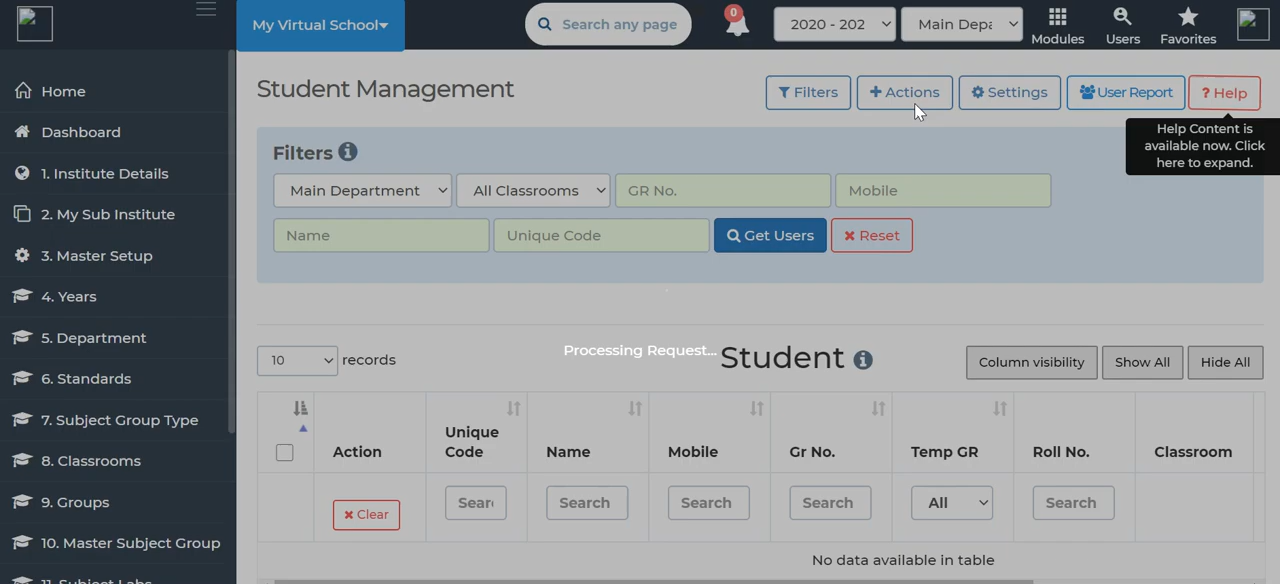 My Virtual School
Search any page
0
2020 - 202
Main Depa
Modules
Users
Favorites
Home
Dashboard
1. Institute Details
2. My Sub Institute
3. Master Setup
4. Years
5. Department
6. Standards
7. Subject Group Type
8. Classrooms
9. Groups
10. Master Subject Group
11. Subject Labs
Student Management
Filters
Actions
Settings
User Report
? Help
Help Content is
available now. Click
here to expand.
Filters
Main Department
All Classrooms
GR No.
Mobile
Name
Unique Code
Get Users
Reset
Processing Request...
10 records
Student
Column visibility
Show All
Hide All
Action
Unique
Code
Name
Mobile
Gr No.
Temp GR
Roll No.
Classroom
Clear
Sear
Search
Search
Search
All
Search
No data available in table